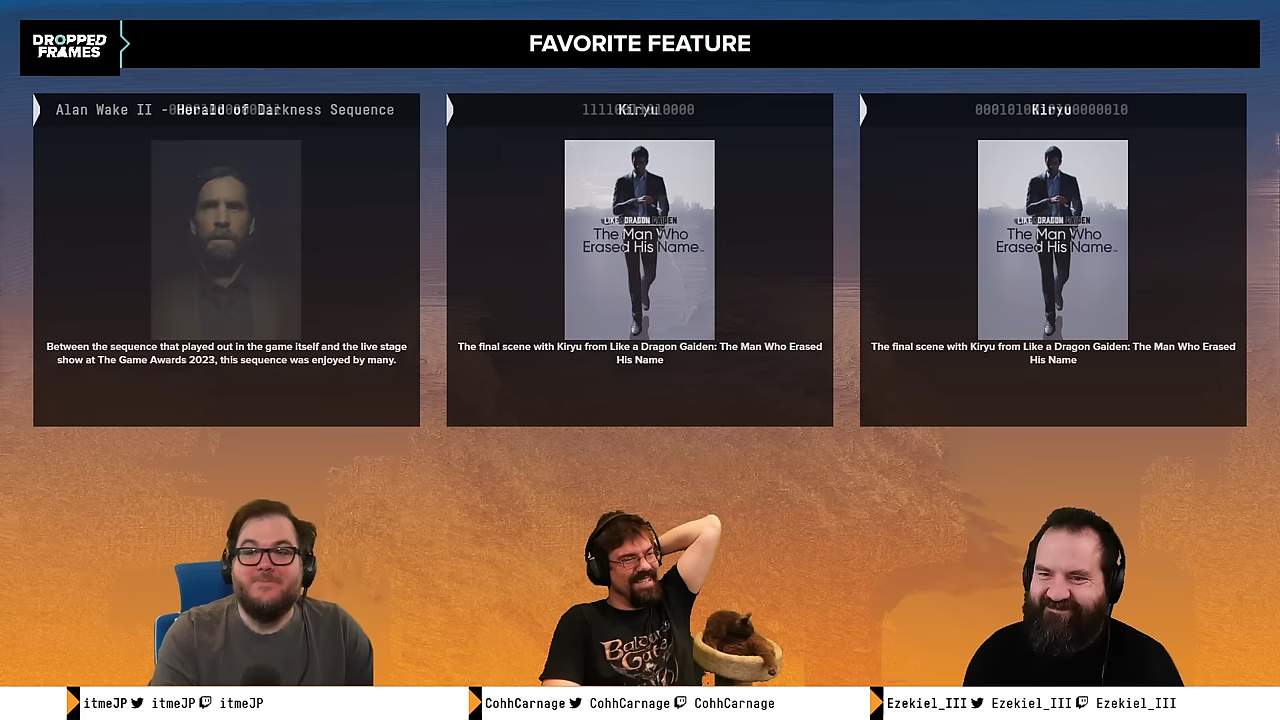 DROPPED
FRAMES
FAVORITE FEATURE
Alan Wake II - Herald of Darkness Sequence
Kiryu
Kiryu
LIKE A DRAGON GAIDEN
The Man Who
Erased His Name
LIKE A DRAGON GAIDEN
The Man Who
Erased His Name
Between the sequence that played out in the game itself and the live stage
show at The Game Awards 2023, this sequence was enjoyed by many.
The final scene with Kiryu from Like a Dragon Gaiden: The Man Who Erased
His Name
The final scene with Kiryu from Like a Dragon Gaiden: The Man Who Erased
His Name
Baldur's
Gate
itmeJP itmeJP itmeJP
CohhCarnage CohhCarnage CohhCarnage
Ezekiel_III Ezekiel_III Ezekiel_III